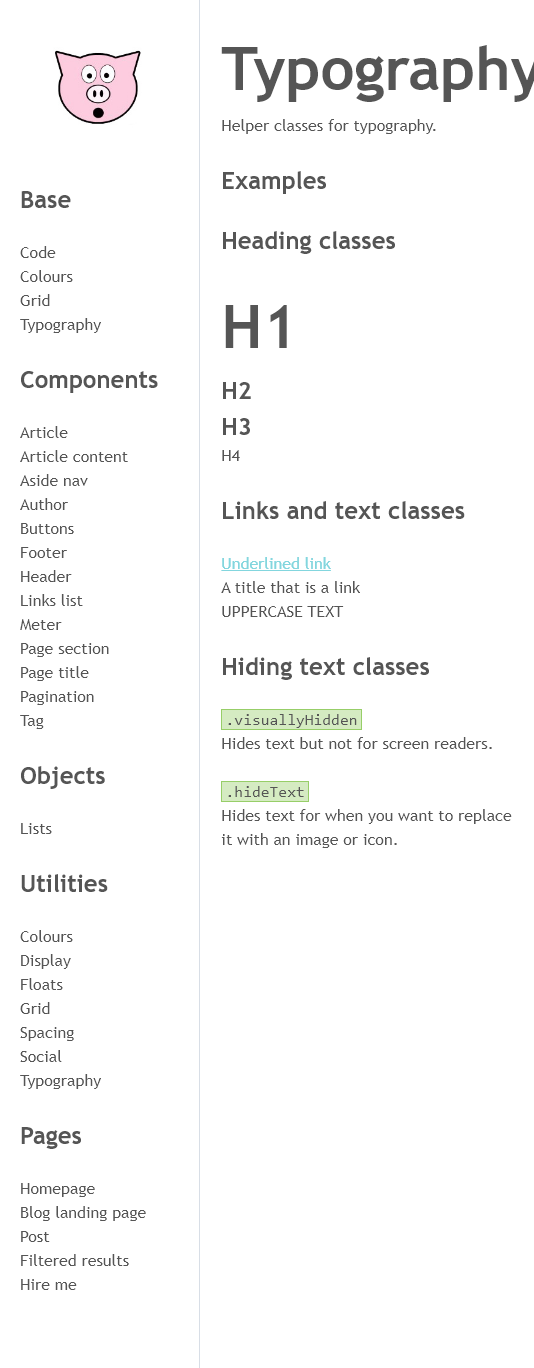 Base
Code
Colours
Grid
Typography
Components
Article
Article content
Aside nav
Author
Buttons
Footer
Header
Links list
Meter
Page section
Page title
Pagination
Tag
Objects
Lists
Utilities
Colours
Display
Floats
Grid
Spacing
Social
Typography
Pages
Homepage
Blog landing page
Post
Filtered results
Hire me
Typography
Helper classes for typography.
Examples
Heading classes
H1
H2
H3
H4
Links and text classes
Underlined link
A title that is a link
UPPERCASE TEXT
Hiding text classes
.visuallyHidden
Hides text but not for screen readers.
.hideText
Hides text for when you want to replace
it with an image or icon.